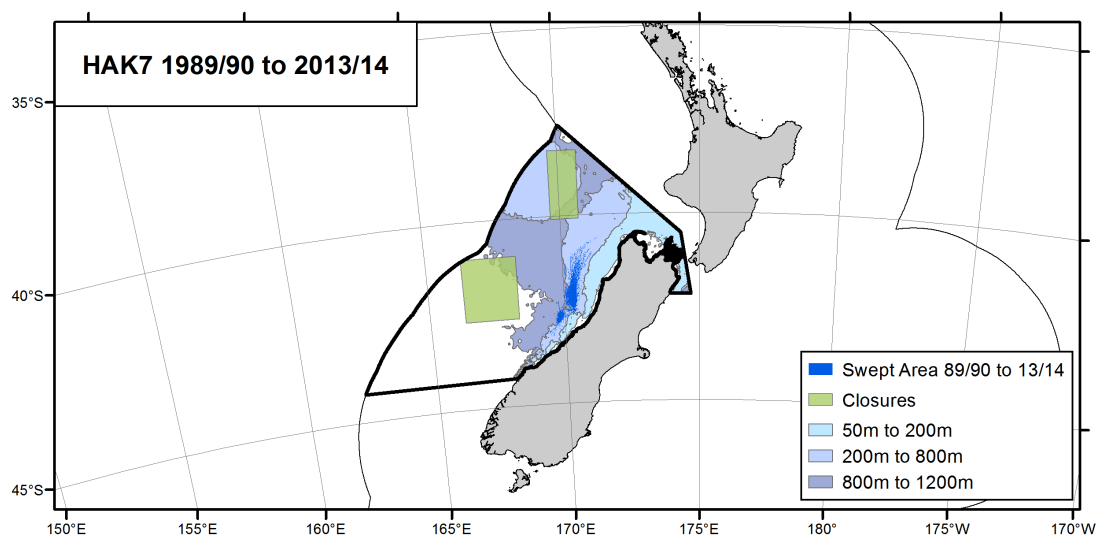 HAK7 1989/90 to 2013/14
35°S
40°S
45°S
Swept Area 89/90 to 13/14
Closures
50m to 200m
200m to 800m
800m to 1200m
150°E
155°E
160°E
165°E
170°E
175°E
180°
175°W
170°W